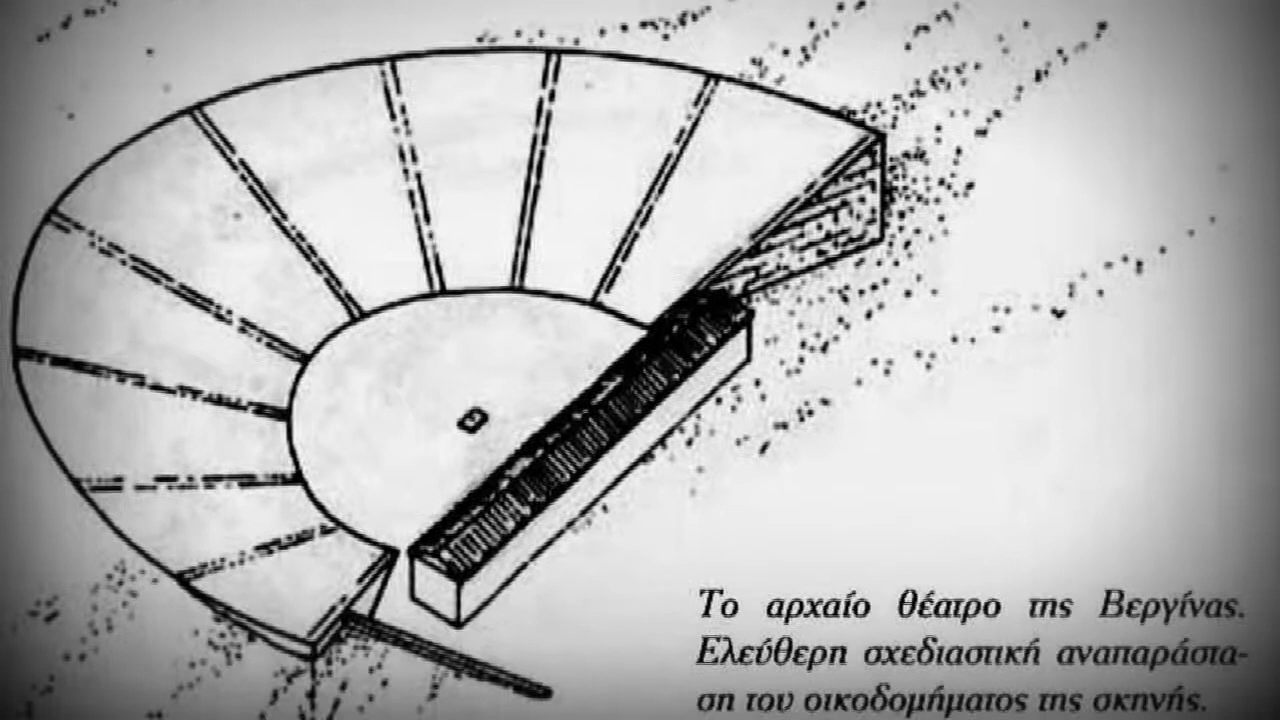 Το αρχαίο θέατρο της Βεργίνας.
Ελεύθερη σχεδιαστική αναπαράστα-
ση του οικοδομήματος της σκηνής.